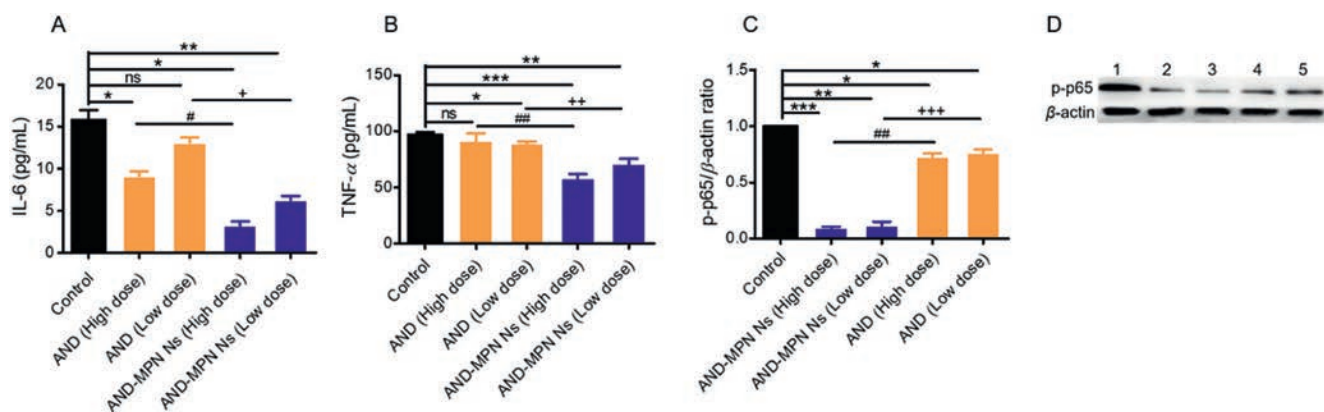 A
IL-6 (pg/mL)
20
15
10
5
0
**
*
ns
*
+
#
Control
AND (High dose)
AND (Low dose)
AND-MPN Ns (High dose)
AND-MPN Ns (Low dose)
B
TNF-α (pg/mL)
150
100
50
0
**
***
*
++
ns
##
Control
AND (High dose)
AND (Low dose)
AND-MPN Ns (High dose)
AND-MPN Ns (Low dose)
C
p-p65/β-actin ratio
1.5
1.0
0.5
0.0
*
*
**
***
+++
##
Control
AND-MPN Ns (High dose)
AND-MPN Ns (Low dose)
AND (High dose)
AND (Low dose)
D
1 2 3 4 5
p-p65
β-actin